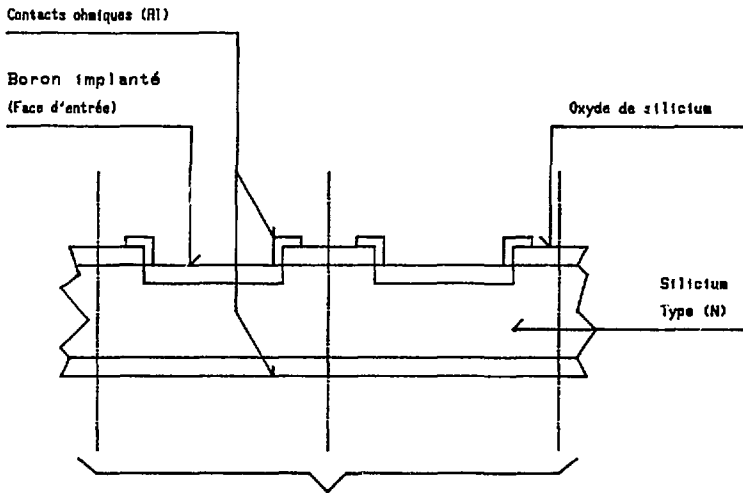 Contacts ohmiques (Al)
Boron implanté
(Face d'entrée)
Oxyde de silicium
Silicium
Type (N)